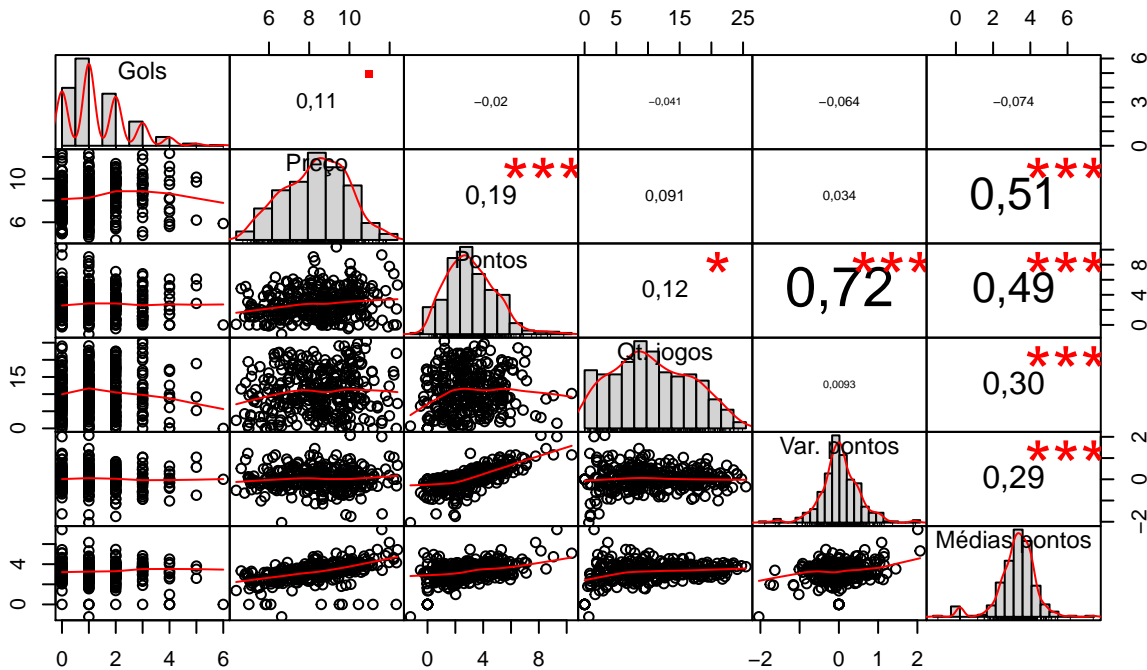 6 8 10 0 5 15 25 0 2 4 6
Gols 0,11 −0,02 −0,041 −0,064 −0,074 0 3 6
6 10 Preço 0,19 *** 0,091 0,034 0,51 ***
Pontos 0,12 * 0,72 *** 0,49 *** 0 4 8
0 15 Qt. jogos 0,0093 0,30 ***
Var. pontos 0,29 *** −2 0 2
0 4 Médias pontos
0 2 4 6 0 4 8 −2 0 1 2